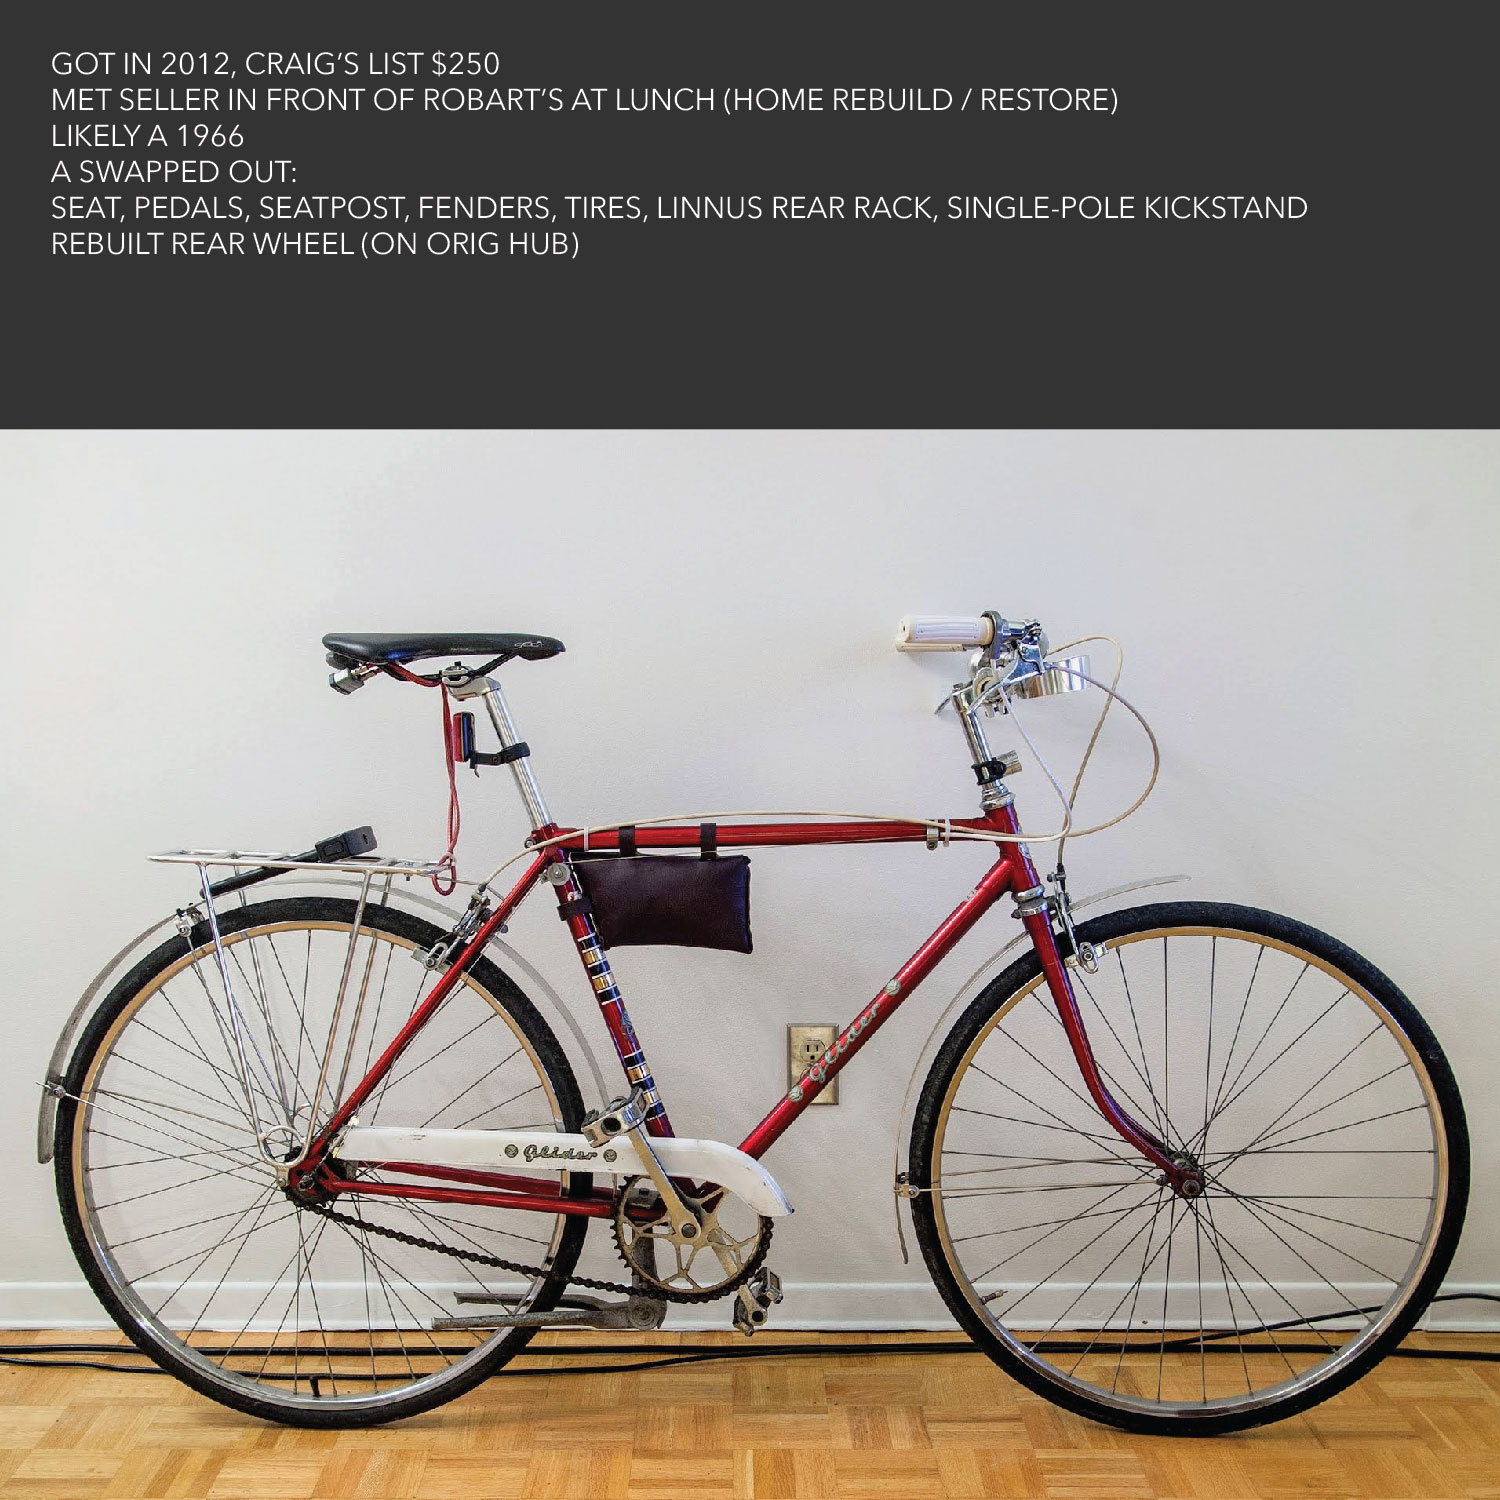 GOT IN 2012, CRAIG'S LIST $250
MET SELLER IN FRONT OF ROBART'S AT LUNCH (HOME REBUILD / RESTORE)
LIKELY A 1966
A SWAPPED OUT:
SEAT, PEDALS, SEATPOST, FENDERS, TIRES, LINNUS REAR RACK, SINGLE-POLE KICKSTAND
REBUILT REAR WHEEL (ON ORIG HUB)
Glider
Glider